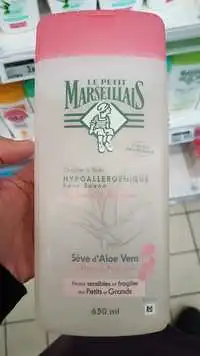 LE PETIT
MARSEILLAIS
HYPOALLERGÉNIQUE
Sans Savon
Sève d'Aloe Vera
Peaux sensibles et fragiles
des Petits et Grands
650 ml